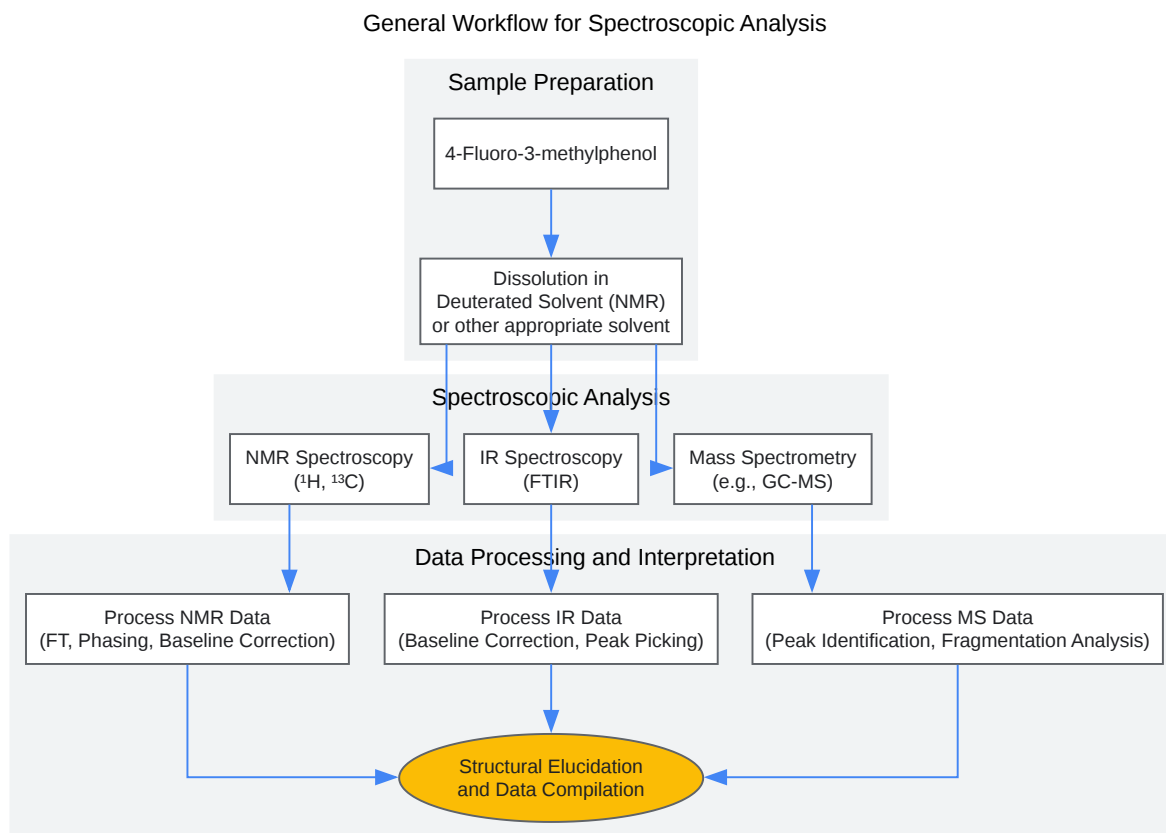 General Workflow for Spectroscopic Analysis
Sample Preparation
4-Fluoro-3-methylphenol
Dissolution in
Deuterated Solvent (NMR)
or other appropriate solvent
Spectroscopic Analysis
NMR Spectroscopy
(¹H, ¹³C)
IR Spectroscopy
(FTIR)
Mass Spectrometry
(e.g., GC-MS)
Data Processing and Interpretation
Process NMR Data
(FT, Phasing, Baseline Correction)
Process IR Data
(Baseline Correction, Peak Picking)
Process MS Data
(Peak Identification, Fragmentation Analysis)
Structural Elucidation
and Data Compilation